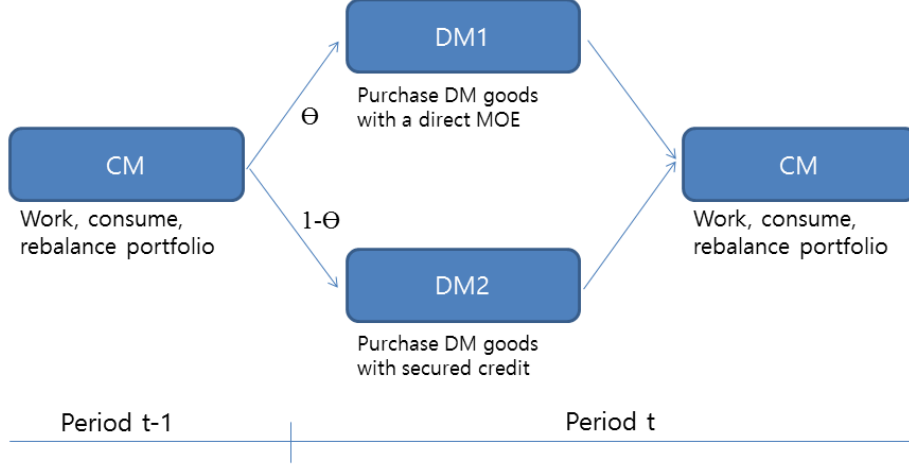 DM1
Purchase DM goods
with a direct MOE
ϴ
CM
Work, consume,
rebalance portfolio
CM
Work, consume,
rebalance portfolio
1-ϴ
DM2
Purchase DM goods
with secured credit
Period t-1
Period t